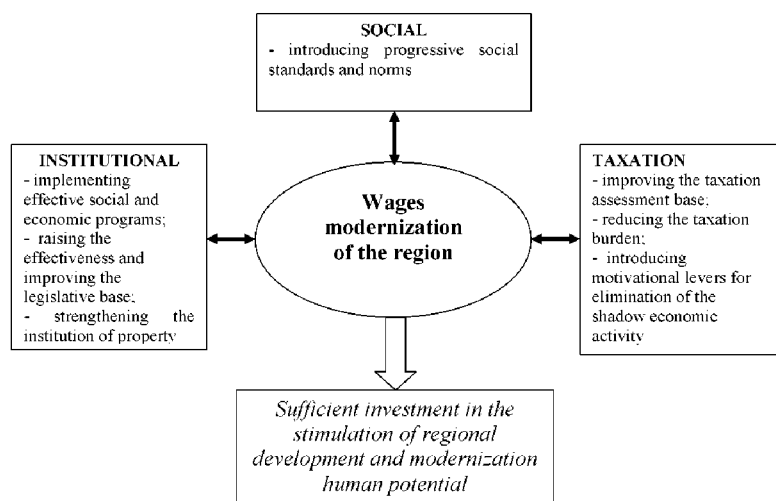 SOCIAL
- introducing progressive social
standards and norms
INSTITUTIONAL
- implementing
effective social and
economic programs;
- raising the
effectiveness and
improving the
legislative base;
- strengthening the
institution of property
Wages
modernization
of the region
TAXATION
- improving the taxation
assessment base;
- reducing the taxation
burden;
- introducing
motivational levers for
elimination of the
shadow economic
activity
Sufficient investment in the
stimulation of regional
development and modernization
human potential